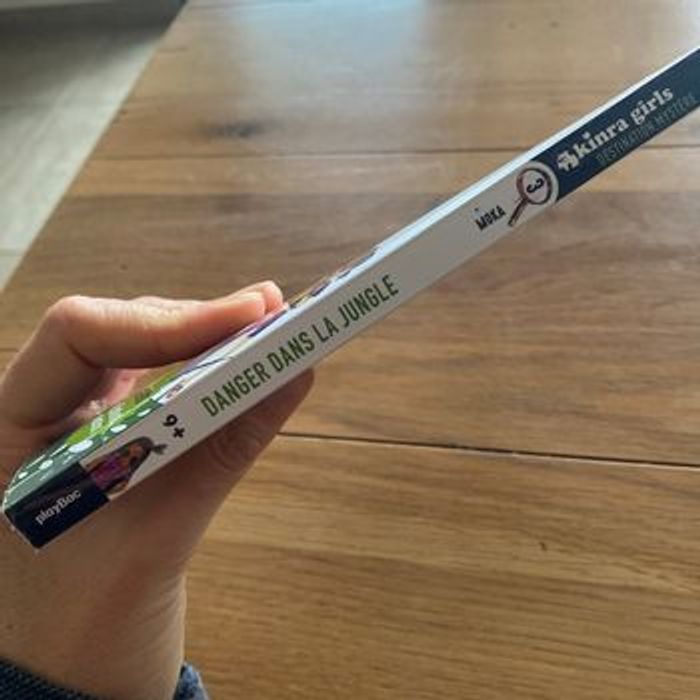 playBac
9+
DANGER DANS LA JUNGLE
MOKA
3
kinra girls
DESTINATION MYSTÈRE